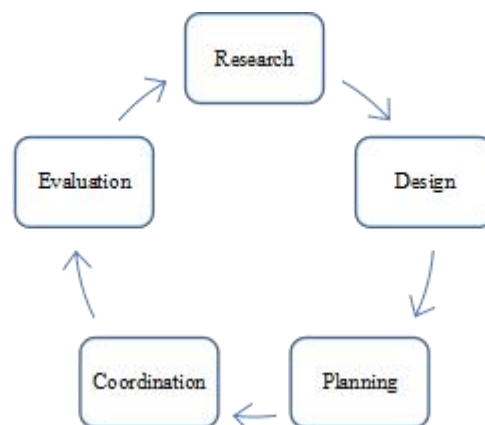 Research
Design
Planning
Coordination
Evaluation